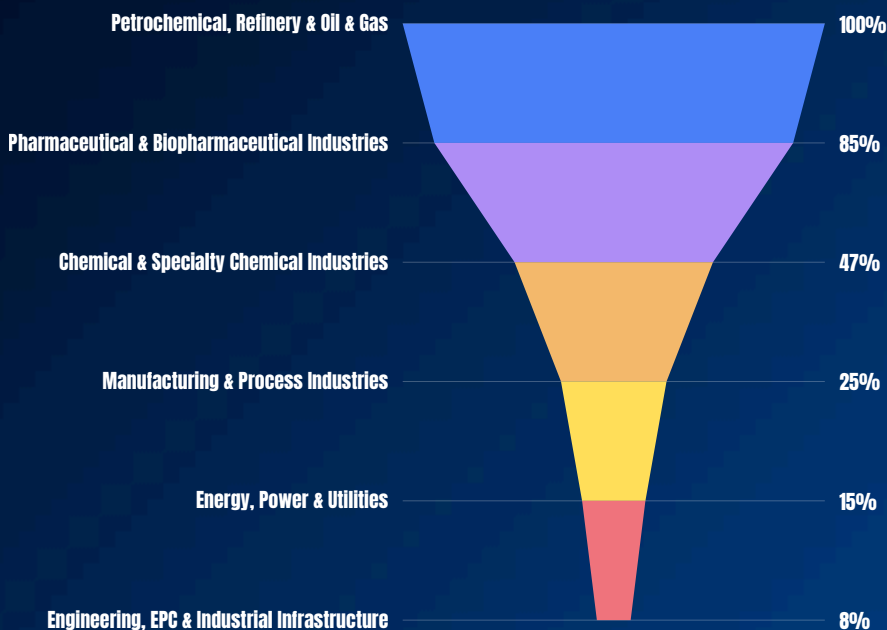 Petrochemical, Refinery & Oil & Gas 100%
Pharmaceutical & Biopharmaceutical Industries 85%
Chemical & Specialty Chemical Industries 47%
Manufacturing & Process Industries 25%
Energy, Power & Utilities 15%
Engineering, EPC & Industrial Infrastructure 8%